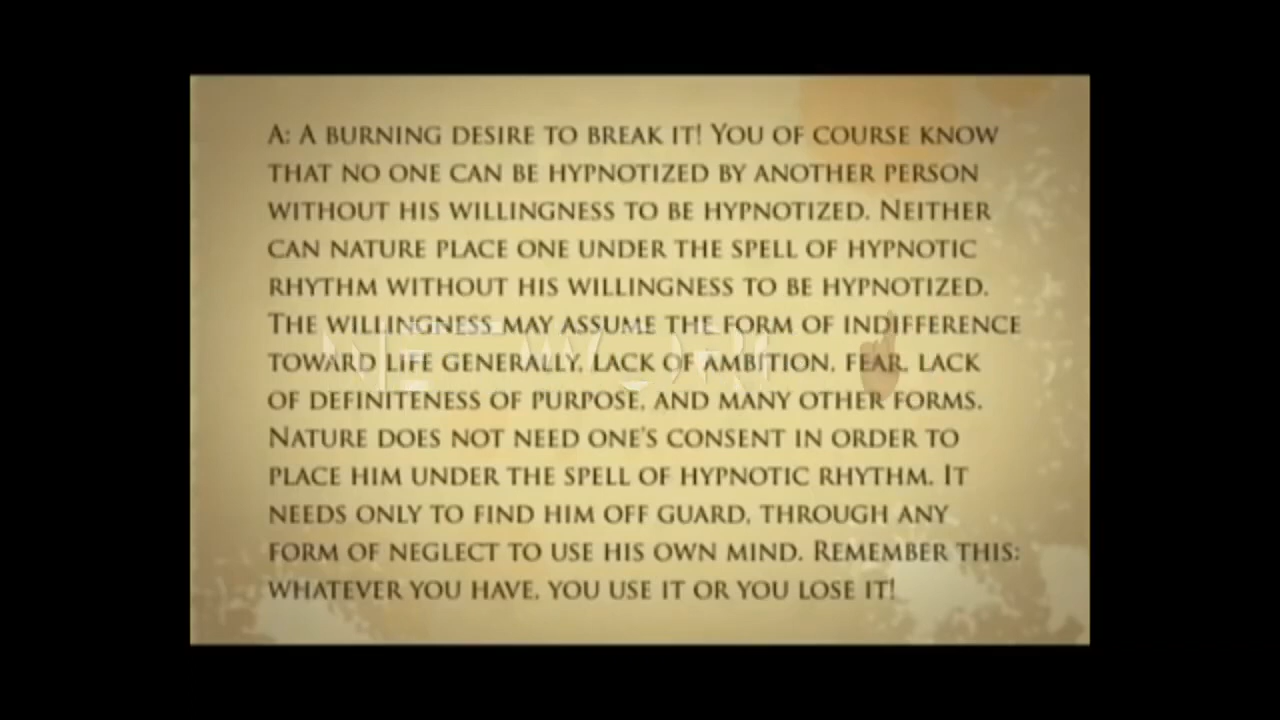 A: A BURNING DESIRE TO BREAK IT! YOU OF COURSE KNOW
THAT NO ONE CAN BE HYPNOTIZED BY ANOTHER PERSON
WITHOUT HIS WILLINGNESS TO BE HYPNOTIZED. NEITHER
CAN NATURE PLACE ONE UNDER THE SPELL OF HYPNOTIC
RHYTHM WITHOUT HIS WILLINGNESS TO BE HYPNOTIZED.
THE WILLINGNESS MAY ASSUME THE FORM OF INDIFFERENCE
TOWARD LIFE GENERALLY, LACK OF AMBITION, FEAR, LACK
OF DEFINITENESS OF PURPOSE, AND MANY OTHER FORMS.
NATURE DOES NOT NEED ONE'S CONSENT IN ORDER TO
PLACE HIM UNDER THE SPELL OF HYPNOTIC RHYTHM. IT
NEEDS ONLY TO FIND HIM OFF GUARD, THROUGH ANY
FORM OF NEGLECT TO USE HIS OWN MIND. REMEMBER THIS:
WHATEVER YOU HAVE, YOU USE IT OR YOU LOSE IT!